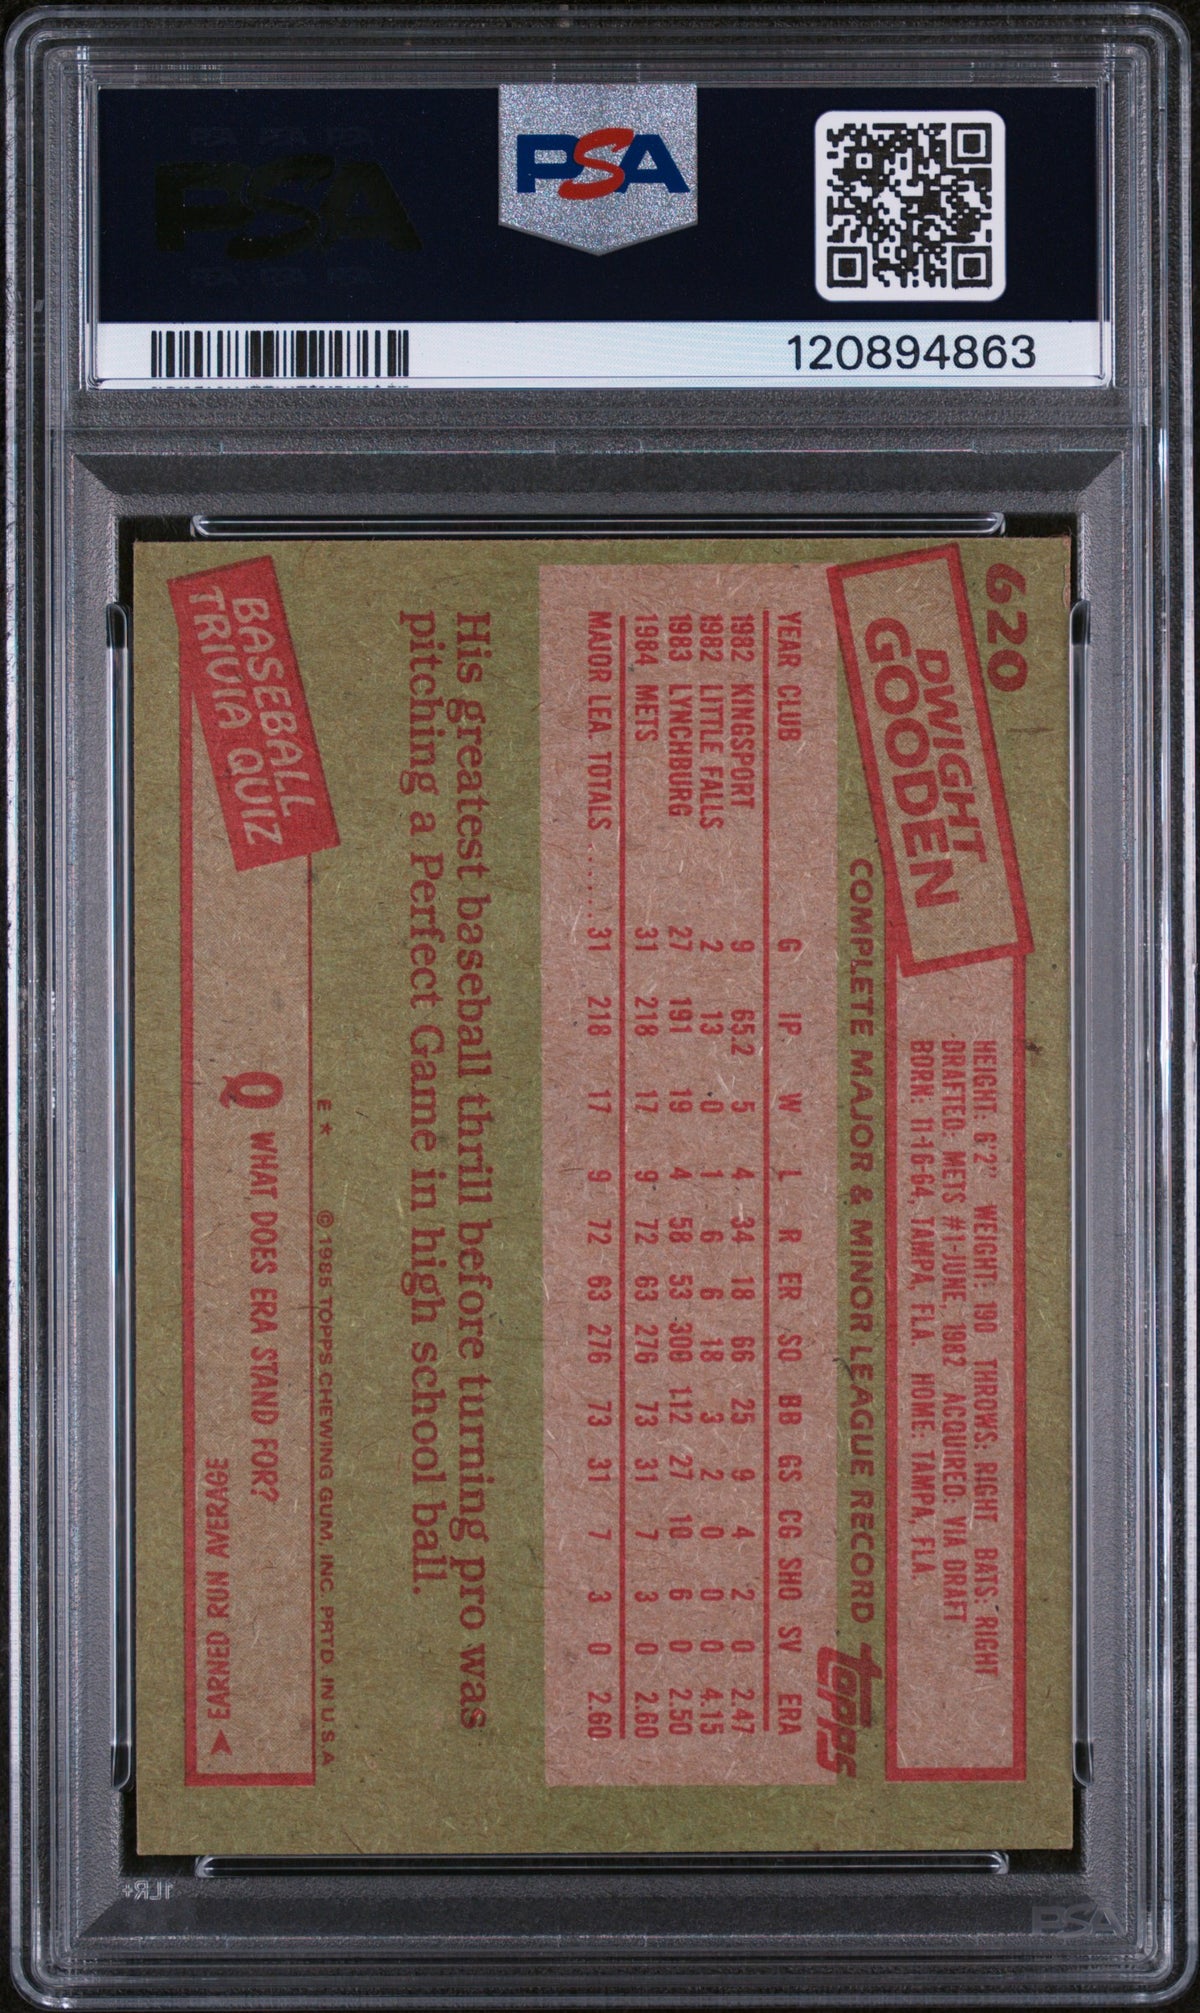 PSA
120894863
620
DWIGHT
GOODEN
HEIGHT: 6'2" WEIGHT: 190 THROWS: RIGHT BATS: RIGHT
DRAFTED: METS #1-JUNE, 1982 ACQUIRED: VIA DRAFT
BORN: 11-16-64, TAMPA, FLA. HOME: TAMPA, FLA.
COMPLETE MAJOR & MINOR LEAGUE RECORD
topps
YEAR CLUB G IP W L R ER SO BB GS CG SHO SV ERA
1982 KINGSPORT 9 65.2 5 4 34 18 66 25 9 4 2 0 2.47
1982 LITTLE FALLS 2 13 0 1 6 6 18 3 2 0 0 0 4.15
1983 LYNCHBURG 27 191 19 4 58 53 300 112 27 10 6 0 2.50
1984 METS 31 218 17 9 72 63 276 73 31 7 3 0 2.60
MAJOR LEA. TOTALS ......31 218 17 9 72 63 276 73 31 7 3 0 2.60
His greatest baseball thrill before turning pro was
pitching a Perfect Game in high school ball.
E* © 1985 TOPPS CHEWING GUM, INC. PRTD. IN U.S.A.
BASEBALL
TRIVIA QUIZ
Q WHAT DOES ERA STAND FOR?
EARNED RUN AVERAGE
1LR+
PSA